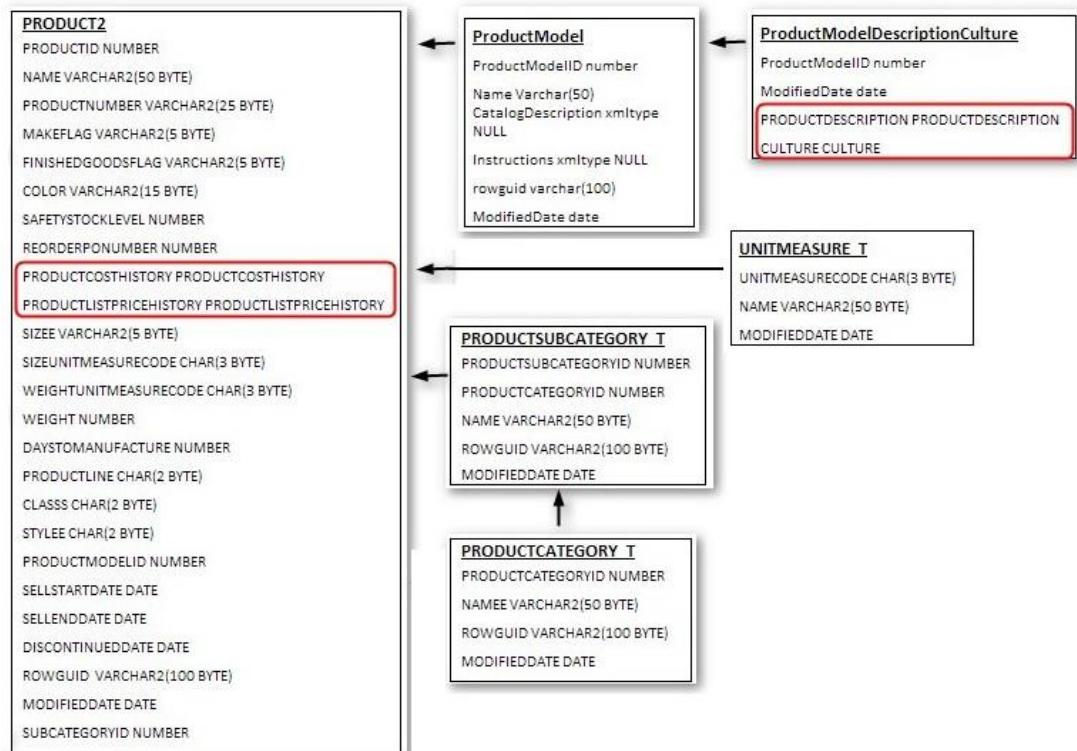 PRODUCT2
PRODUCTID NUMBER
NAME VARCHAR2(50 BYTE)
PRODUCTNUMBER VARCHAR2(25 BYTE)
MAKEFLAG VARCHAR2(5 BYTE)
FINISHEDGOODSFLAG VARCHAR2(5 BYTE)
COLOR VARCHAR2(15 BYTE)
SAFETYSTOCKLEVEL NUMBER
REORDERPONUMBER NUMBER
PRODUCTCOSTHISTORY PRODUCTCOSTHISTORY
PRODUCTLISTPRICEHISTORY PRODUCTLISTPRICEHISTORY
SIZEE VARCHAR2(5 BYTE)
SIZEUNITMEASURECODE CHAR(3 BYTE)
WEIGHTUNITMEASURECODE CHAR(3 BYTE)
WEIGHT NUMBER
DAYSTOMANUFACTURE NUMBER
PRODUCTLINE CHAR(2 BYTE)
CLASSS CHAR(2 BYTE)
STYLEE CHAR(2 BYTE)
PRODUCTMODELID NUMBER
SELLSTARTDATE DATE
SELLENDDATE DATE
DISCONTINUEDDATE DATE
ROWGUID VARCHAR2(100 BYTE)
MODIFIEDDATE DATE
SUBCATEGORYID NUMBER
ProductModel
ProductModelID number
Name Varchar(50)
CatalogDescription xmltype
NULL
Instructions xmltype NULL
rowguid varchar(100)
ModifiedDate date
ProductModelDescriptionCulture
ProductModelID number
ModifiedDate date
PRODUCTDESCRIPTION PRODUCTDESCRIPTION
CULTURE CULTURE
UNITMEASURE_T
UNITMEASURECODE CHAR(3 BYTE)
NAME VARCHAR2(50 BYTE)
MODIFIEDDATE DATE
PRODUCTSUBCATEGORY_T
PRODUCTSUBCATEGORYID NUMBER
PRODUCTCATEGORYID NUMBER
NAME VARCHAR2(50 BYTE)
ROWGUID VARCHAR2(100 BYTE)
MODIFIEDDATE DATE
PRODUCTCATEGORY_T
PRODUCTCATEGORYID NUMBER
NAMEE VARCHAR2(50 BYTE)
ROWGUID VARCHAR2(100 BYTE)
MODIFIEDDATE DATE